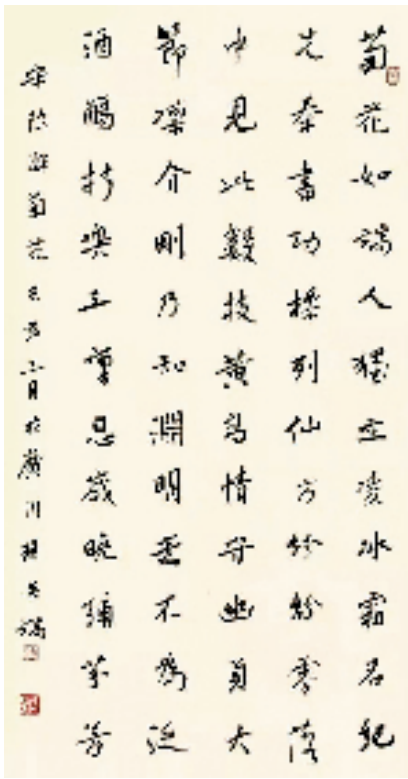 菊花如端人獨立凌冰霜名紀
先秦書功標列仙方紛紛零落
中見此數枝黃高情守幽貞大
節凜介剛乃知淵明意不為泛
酒觴折嗅三嘆息歲晚彌芬芳
宋陸游菊花己亥月於廣州